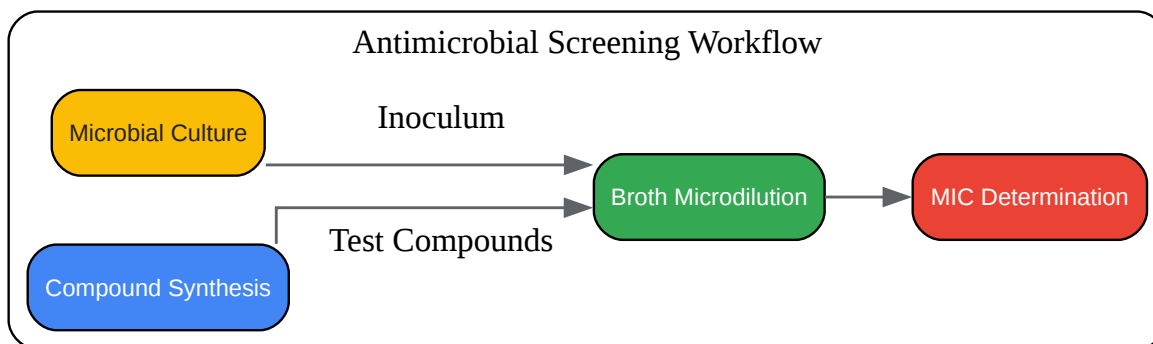 Antimicrobial Screening Workflow
Microbial Culture
Inoculum
Broth Microdilution
MIC Determination
Test Compounds
Compound Synthesis